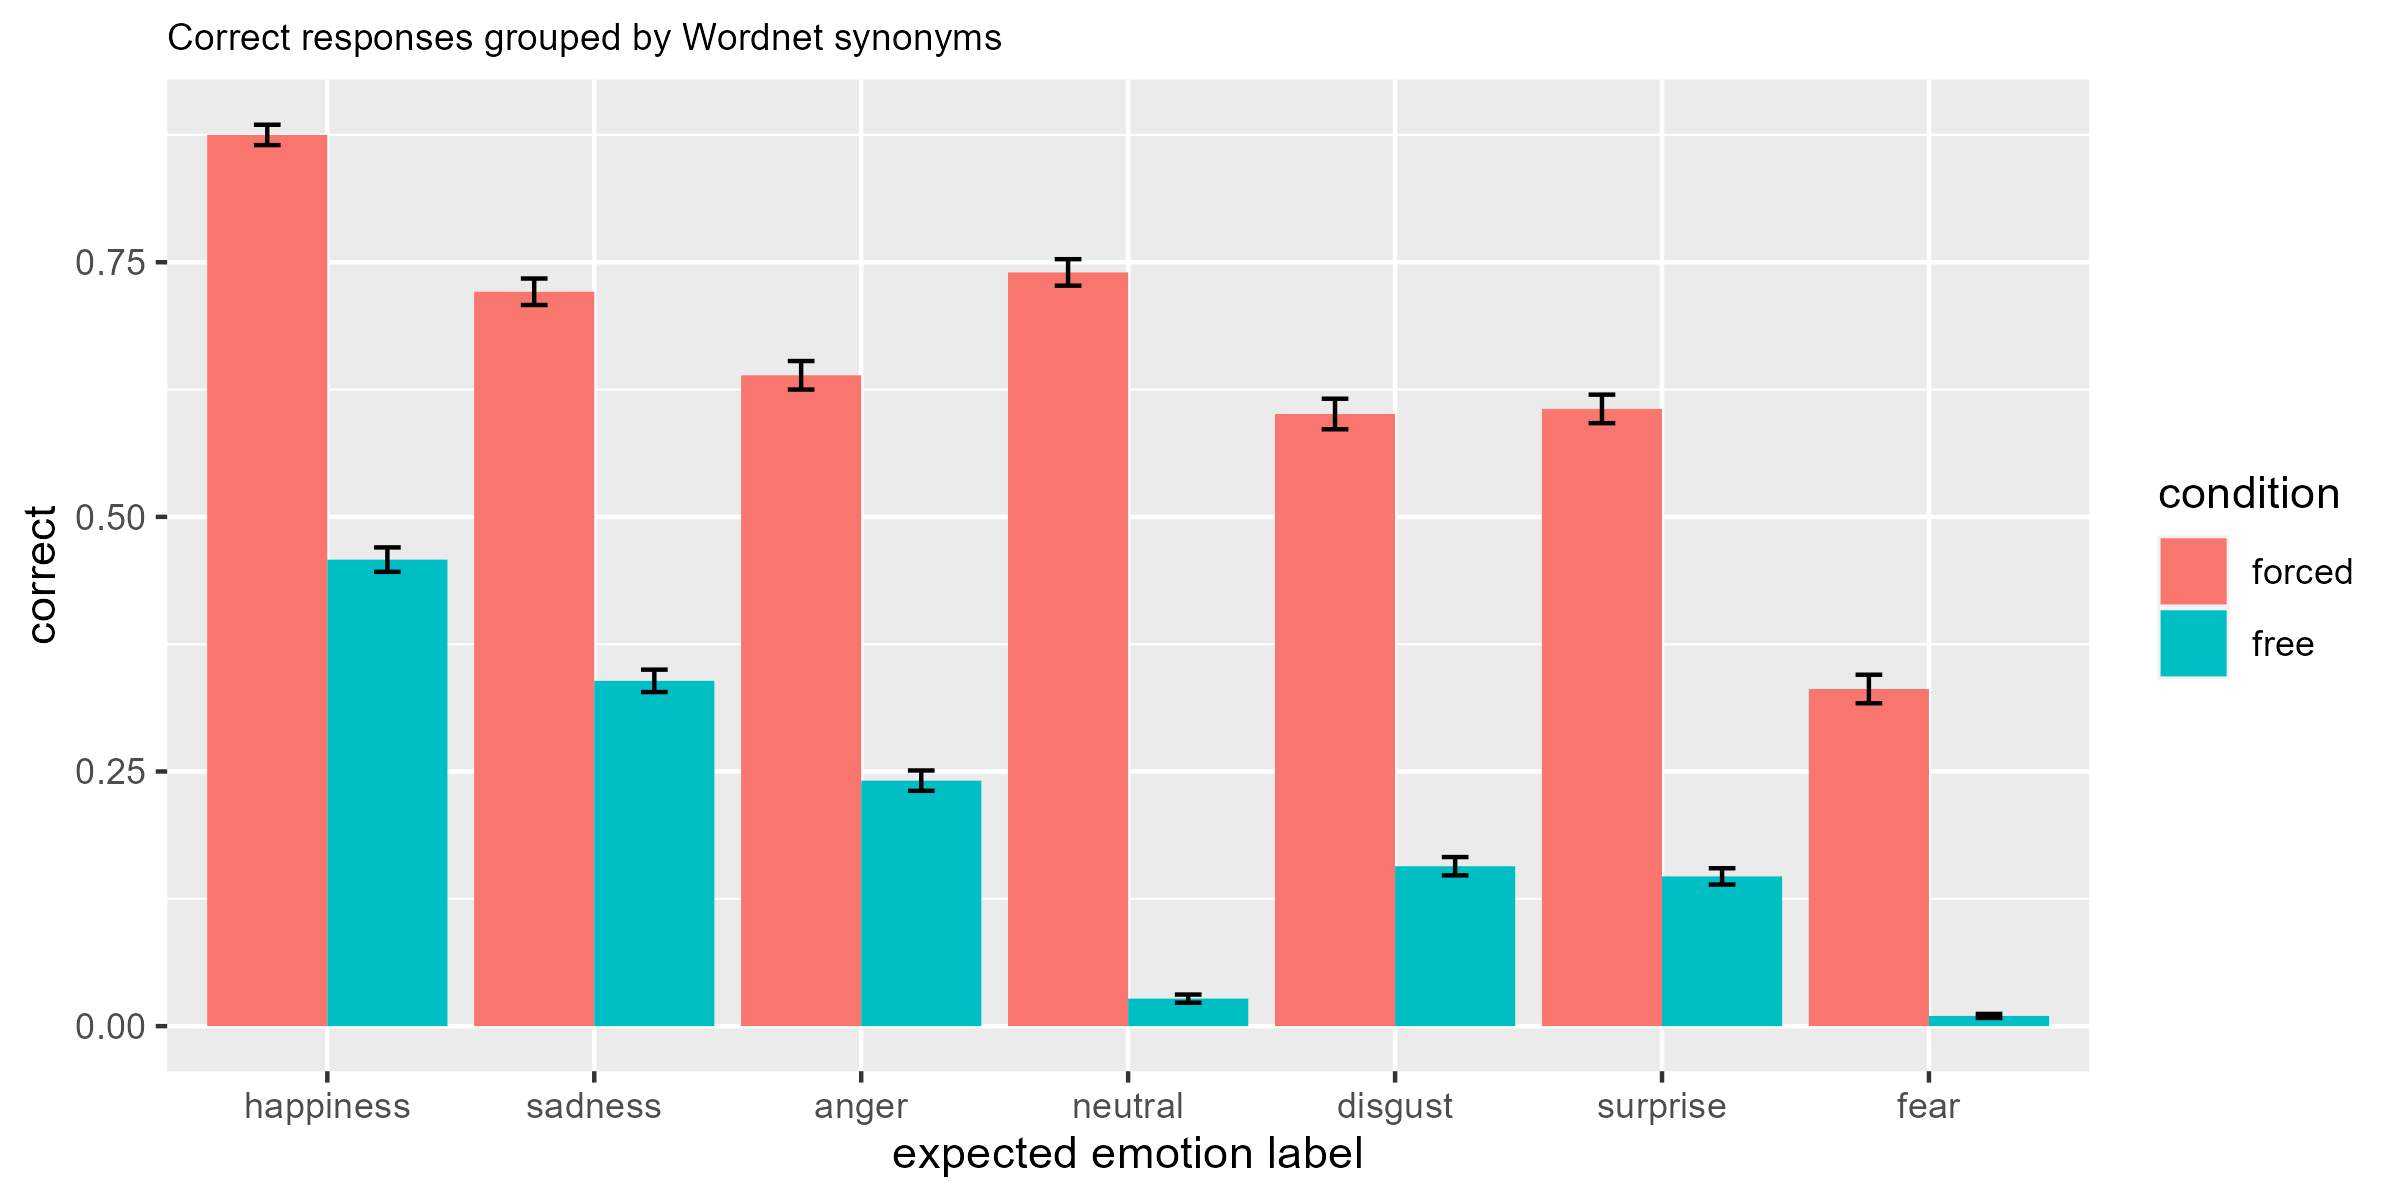 Correct responses grouped by Wordnet synonyms
correct
0.75
0.50
0.25
0.00
happiness sadness anger neutral disgust surprise fear
expected emotion label
condition
forced
free